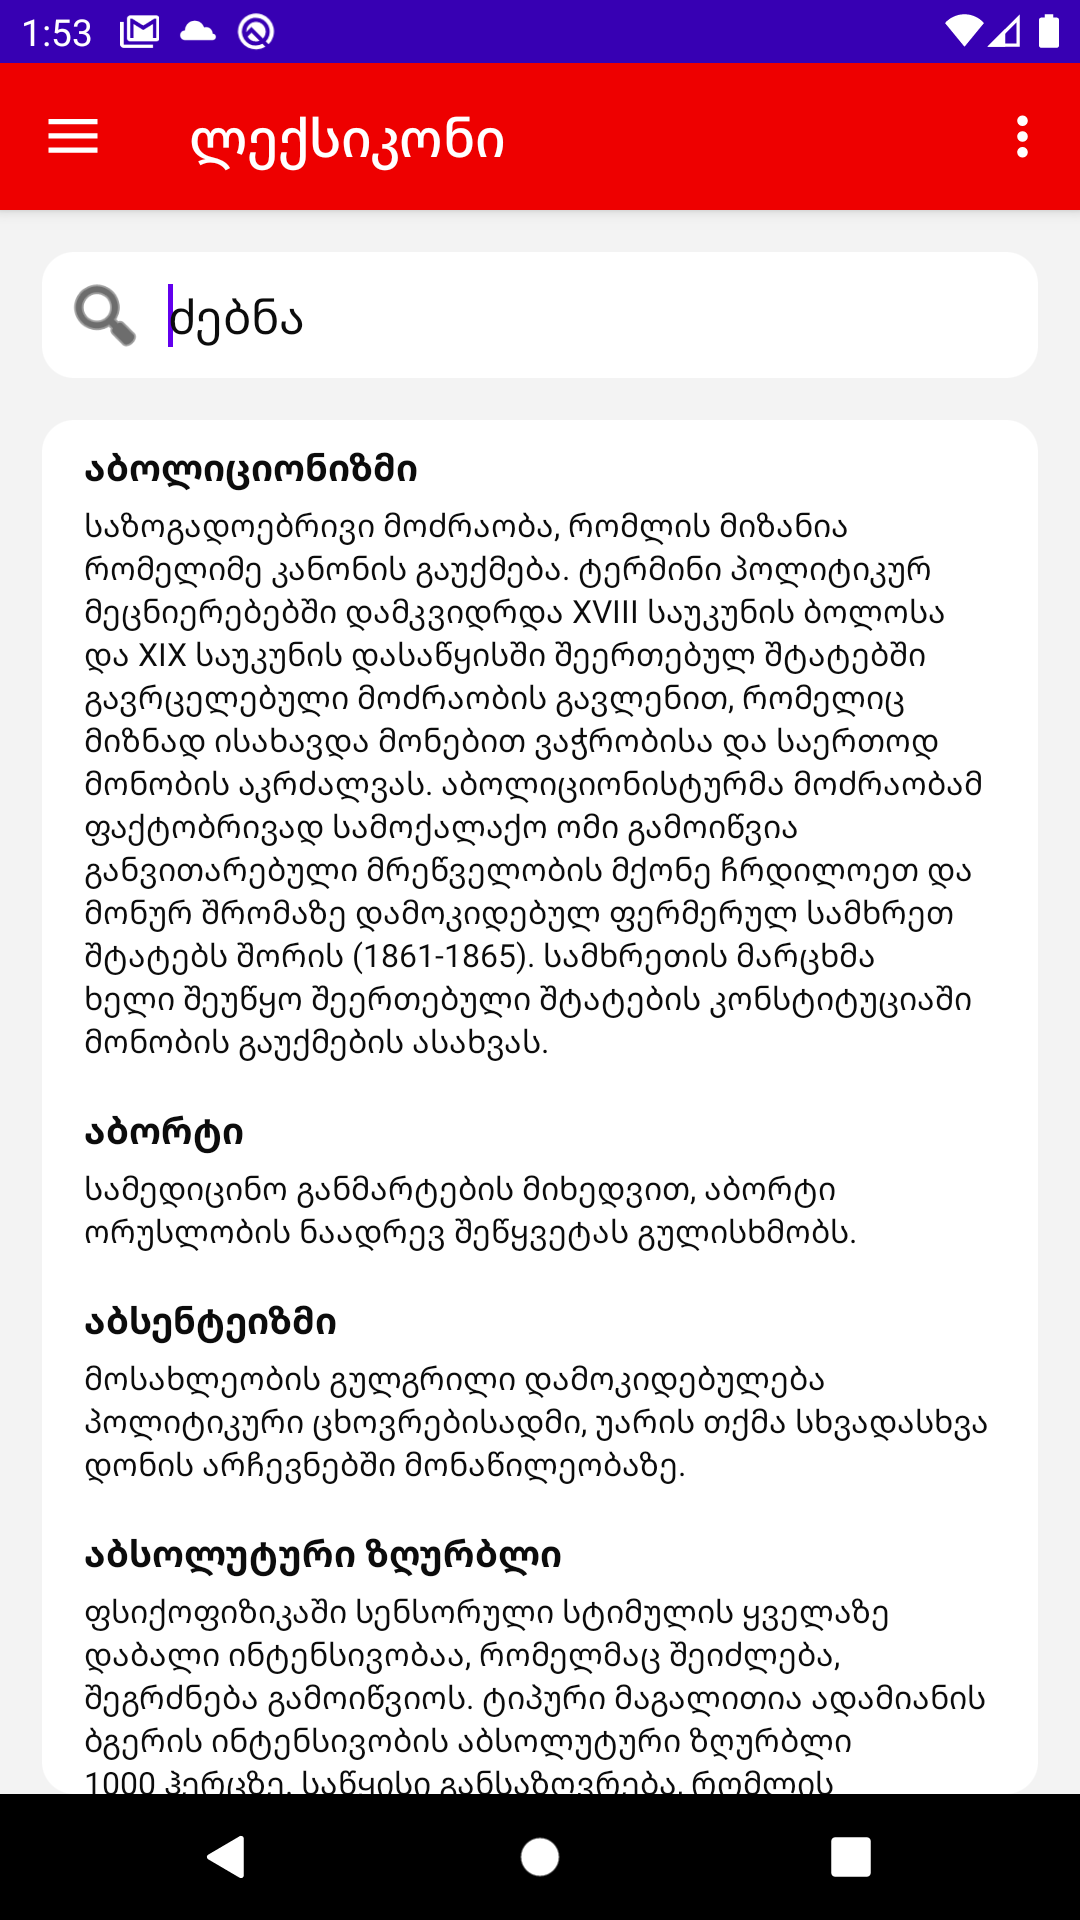 1:53
ლექსიკონი
ძებნა
აბოლიციონიზმი
საზოგადოებრივი მოძრაობა, რომლის მიზანია
რომელიმე კანონის გაუქმება. ტერმინი პოლიტიკურ
მეცნიერებებში დამკვიდრდა XVIII საუკუნის ბოლოსა
და XIX საუკუნის დასაწყისში შეერთებულ შტატებში
გავრცელებული მოძრაობის გავლენით, რომელიც
მიზნად ისახავდა მონებით ვაჭრობისა და საერთოდ
მონობის აკრძალვას. აბოლიციონისტურმა მოძრაობამ
ფაქტობრივად სამოქალაქო ომი გამოიწვია
განვითარებული მრეწველობის მქონე ჩრდილოეთ და
მონურ შრომაზე დამოკიდებულ ფერმერულ სამხრეთ
შტატებს შორის (1861-1865). სამხრეთის მარცხმა
ხელი შეუწყო შეერთებული შტატების კონსტიტუციაში
მონობის გაუქმების ასახვას.
აბორტი
სამედიცინო განმარტების მიხედვით, აბორტი
ორუსლობის ნაადრევ შეწყვეტას გულისხმობს.
აბსენტეიზმი
მოსახლეობის გულგრილი დამოკიდებულება
პოლიტიკური ცხოვრებისადმი, უარის თქმა სხვადასხვა
დონის არჩევნებში მონაწილეობაზე.
აბსოლუტური ზღურბლი
ფსიქოფიზიკაში სენსორული სტიმულის ყველაზე
დაბალი ინტენსივობაა, რომელმაც შეიძლება,
შეგრძნება გამოიწვიოს. ტიპური მაგალითია ადამიანის
ბგერის ინტენსივობის აბსოლუტური ზღურბლი
1000 ჰერცზე. საწყისი განსაზღვრება, რომლის